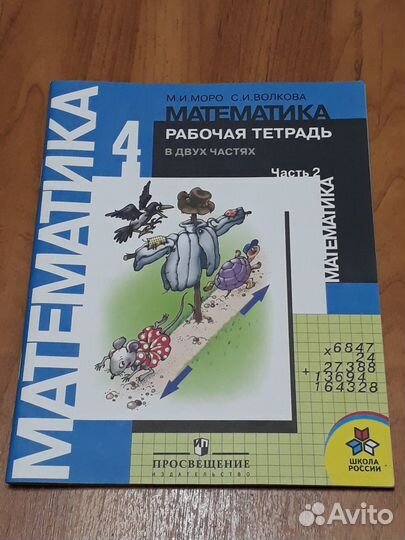 М.И.МОРО С.И.ВОЛКОВА
МАТЕМАТИКА
РАБОЧАЯ ТЕТРАДЬ
В ДВУХ ЧАСТЯХ
Часть 2
4
МАТЕМАТИКА
МАТЕМАТИКА
x 6847
24
+ 27388
13694
164328
ПРОСВЕЩЕНИЕ
ИЗДАТЕЛЬСТВО
ШКОЛА
РОССИИ
Avito